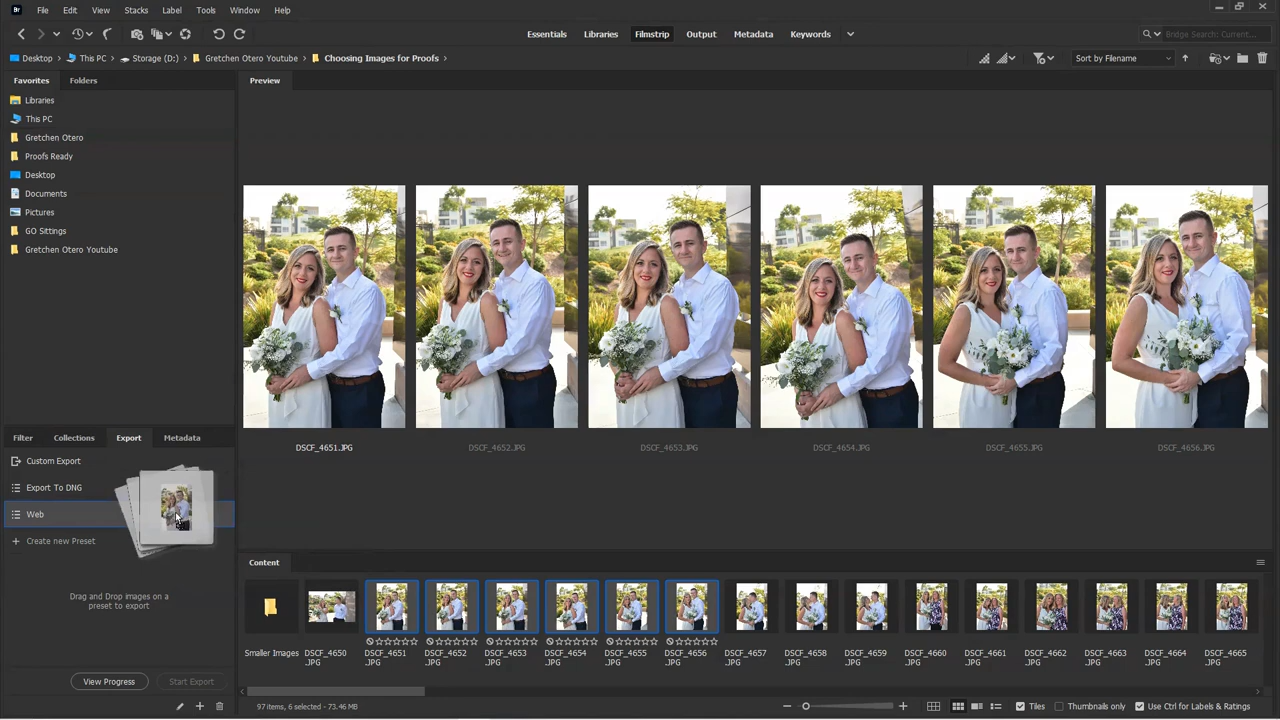 Br File Edit View Stacks Label Tools Window Help
Essentials Libraries Filmstrip Output Metadata Keywords
Bridge Search: Current...
Desktop This PC Storage (D:) Gretchen Otero Youtube Choosing Images for Proofs
Sort by Filename
Favorites Folders
Libraries
This PC
Gretchen Otero
Proofs Ready
Desktop
Documents
Pictures
GO Sittings
Gretchen Otero Youtube
Preview
DSCF_4651.JPG DSCF_4652.JPG DSCF_4653.JPG DSCF_4654.JPG DSCF_4655.JPG DSCF_4656.JPG
Filter Collections Export Metadata
Custom Export
Export To DNG
Web
Create new Preset
Drag and Drop images on a
preset to export
View Progress Start Export
Content
Smaller Images DSCF_4650 DSCF_4651 DSCF_4652 DSCF_4653 DSCF_4654 DSCF_4655 DSCF_4656 DSCF_4657 DSCF_4658 DSCF_4659 DSCF_4660 DSCF_4661 DSCF_4662 DSCF_4663 DSCF_4664 DSCF_4665
.JPG .JPG .JPG .JPG .JPG .JPG .JPG .JPG .JPG .JPG .JPG .JPG .JPG .JPG .JPG .JPG
97 items, 6 selected - 73.46 MB
Tiles Thumbnails only Use Ctrl for Labels & Ratings